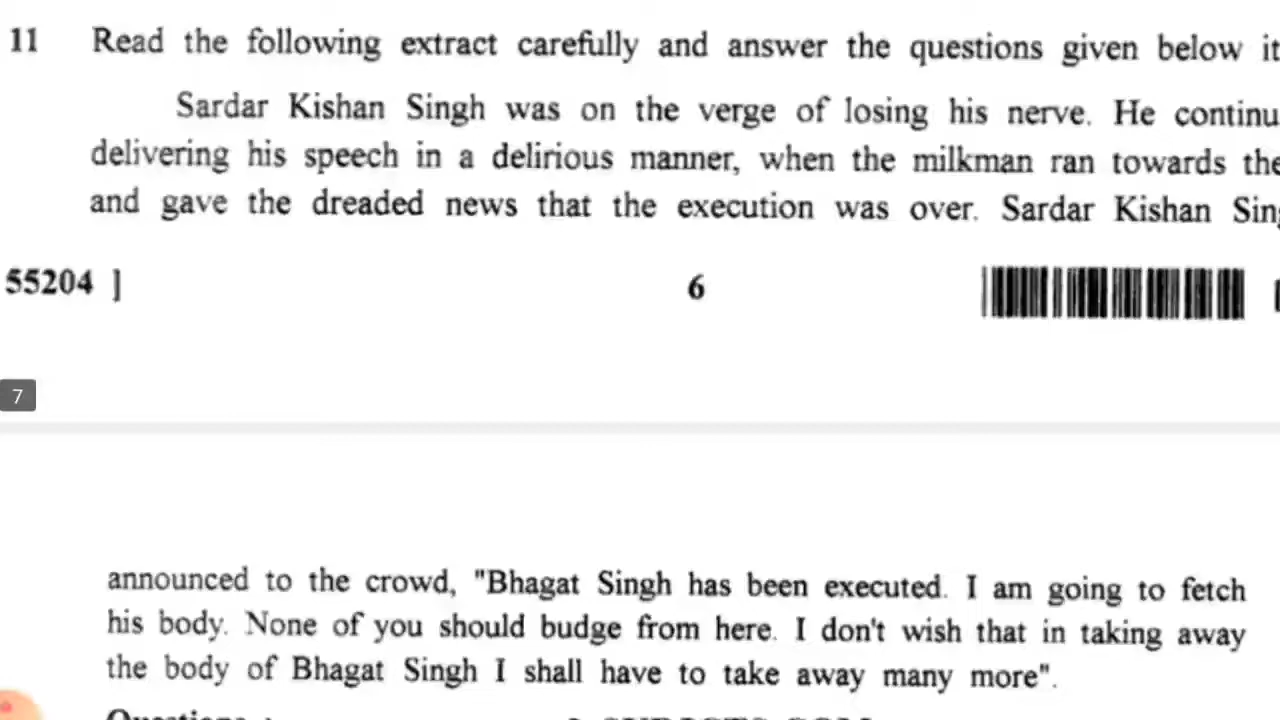 11 Read the following extract carefully and answer the questions given below it
Sardar Kishan Singh was on the verge of losing his nerve. He continu
delivering his speech in a delirious manner, when the milkman ran towards the
and gave the dreaded news that the execution was over. Sardar Kishan Sing
55204 ] 6
7
announced to the crowd, "Bhagat Singh has been executed. I am going to fetch
his body. None of you should budge from here. I don't wish that in taking away
the body of Bhagat Singh I shall have to take away many more".
Questions :